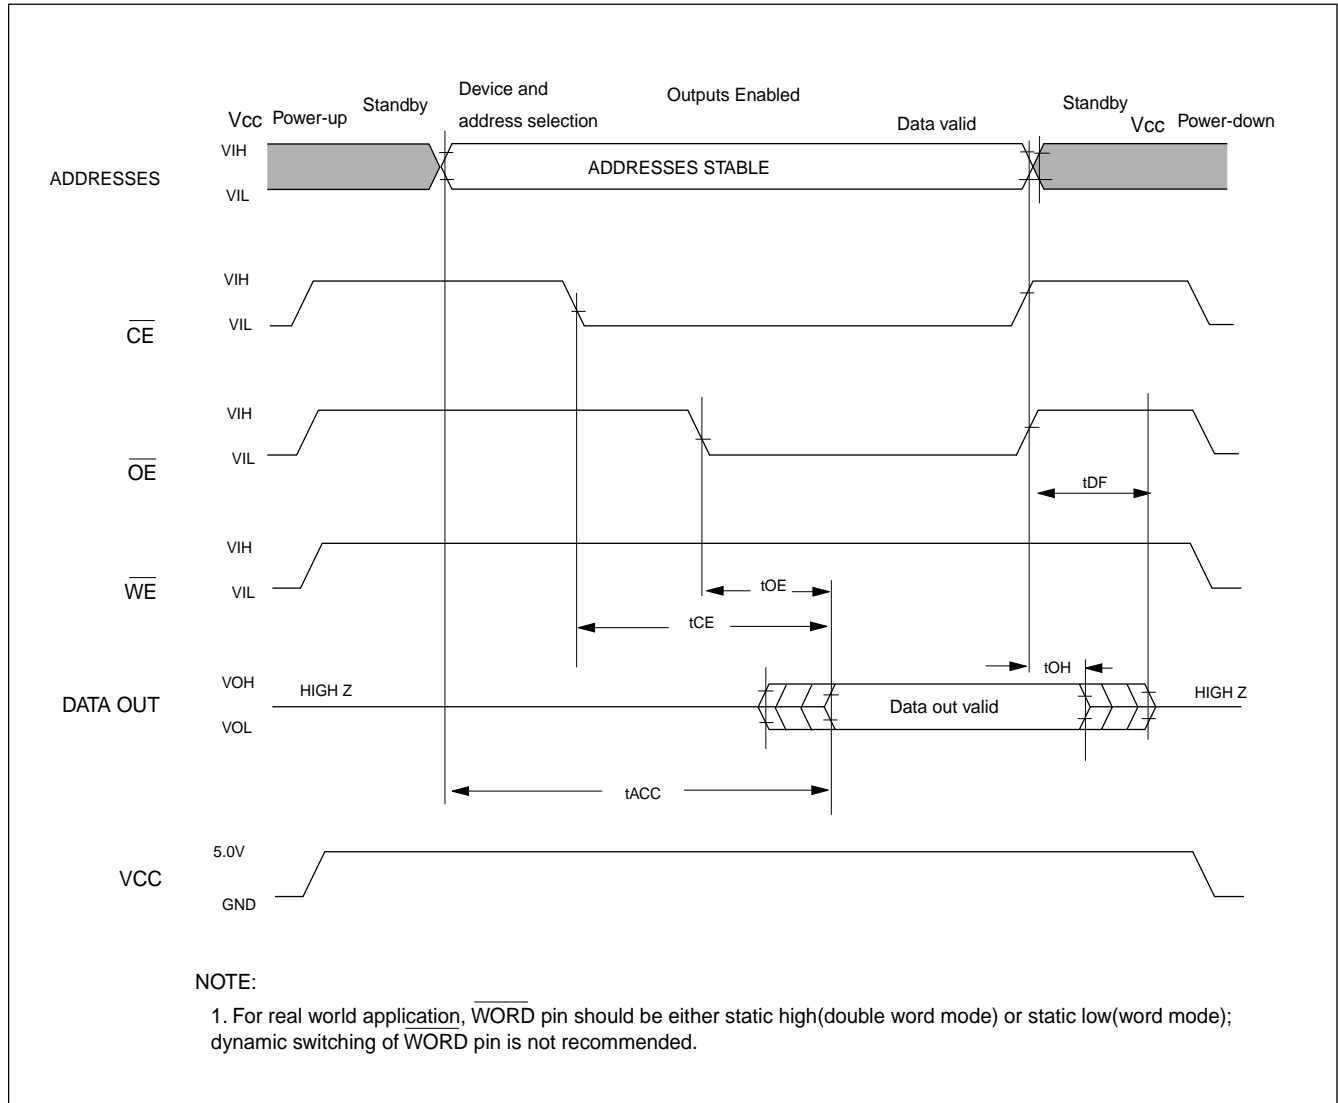 Vcc Power-up
Standby
Device and
address selection
Outputs Enabled
Data valid
Standby
Vcc Power-down
ADDRESSES
VIH
VIL
ADDRESSES STABLE
CE
VIH
VIL
OE
VIH
VIL
tDF
WE
VIH
VIL
tOE
tCE
tOH
DATA OUT
VOH
VOL
HIGH Z
Data out valid
HIGH Z
tACC
VCC
5.0V
GND
NOTE:
1. For real world application, WORD pin should be either static high(double word mode) or static low(word mode);
dynamic switching of WORD pin is not recommended.